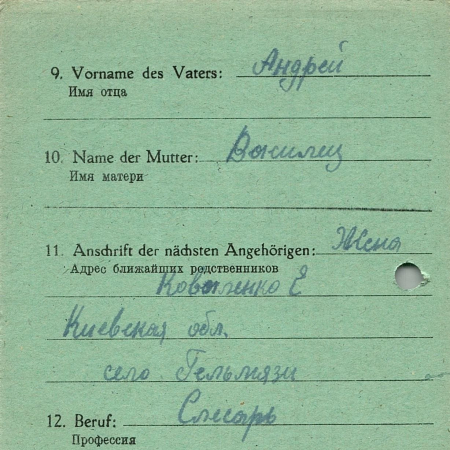 9. Vorname des Vaters: Андрей
Имя отца
10. Name der Mutter: Василец
Имя матери
11. Anschrift der nächsten Angehörigen: Жена
Адрес ближайших родственников
Коваленко Е
Киевская обл.
село Гельмязи
12. Beruf: Слесарь
Профессия